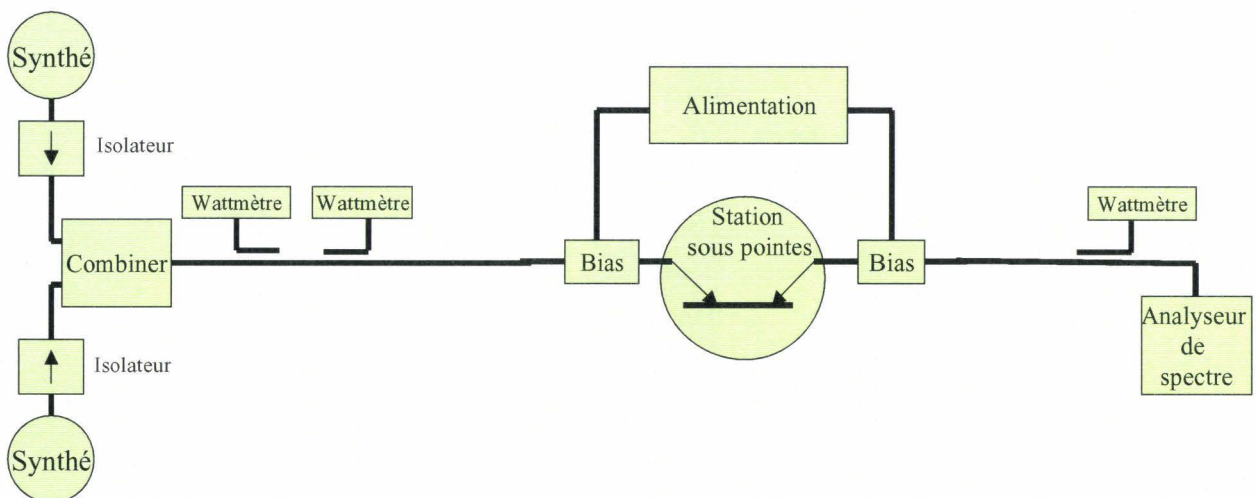 Synthé
Isolateur
Combiner
Isolateur
Synthé
Wattmètre
Wattmètre
Alimentation
Bias
Station
sous pointes
Bias
Wattmètre
Analyseur
de
spectre